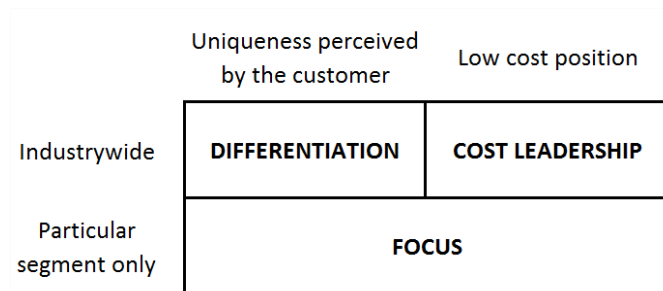 Uniqueness perceived
by the customer
Low cost position
Industrywide
DIFFERENTIATION
COST LEADERSHIP
Particular
segment only
FOCUS